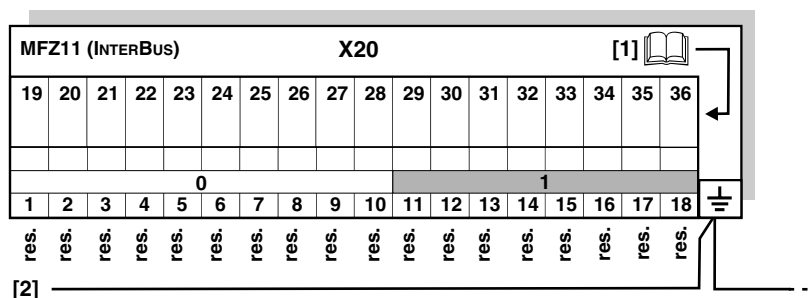 MFZ11 (INTERBUS) X20 [1]
19 20 21 22 23 24 25 26 27 28 29 30 31 32 33 34 35 36
0 1
1 2 3 4 5 6 7 8 9 10 11 12 13 14 15 16 17 18
res. res. res. res. res. res. res. res. res. res. res. res. res. res. res. res. res. res.
[2]